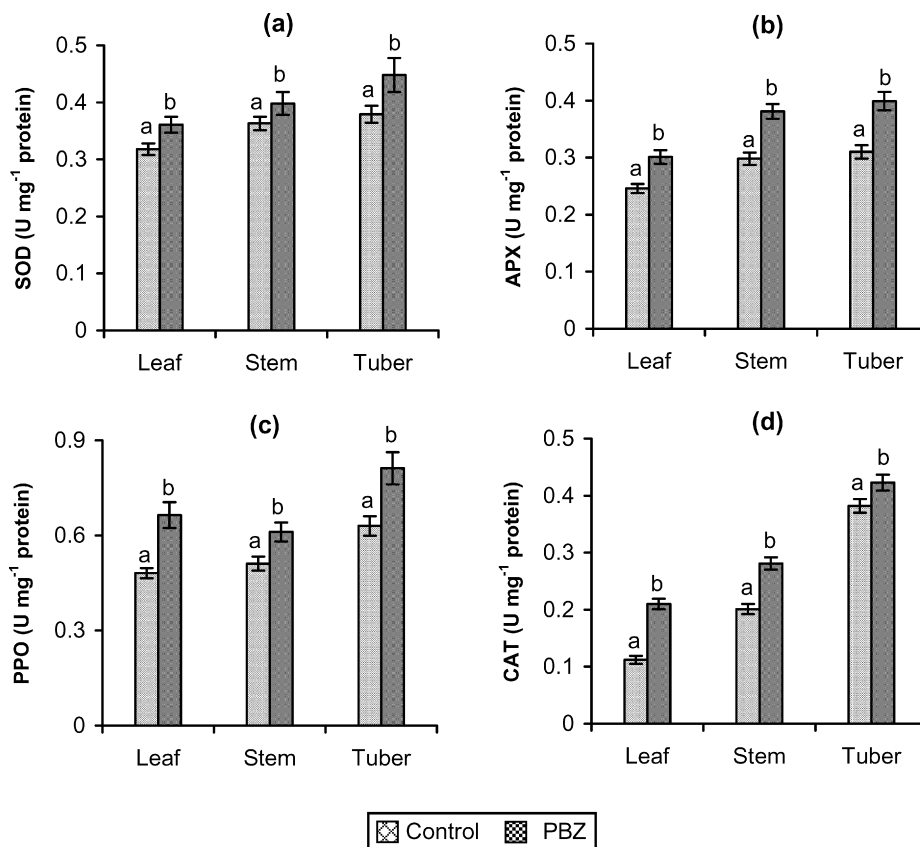 (a)
SOD (U mg⁻¹ protein)
0.5
0.4
0.3
0.2
0.1
0
a b a b a b
Leaf Stem Tuber
(b)
APX (U mg⁻¹ protein)
0.5
0.4
0.3
0.2
0.1
0
a b a b a b
Leaf Stem Tuber
(c)
PPO (U mg⁻¹ protein)
0.9
0.6
0.3
0
a b a b a b
Leaf Stem Tuber
(d)
CAT (U mg⁻¹ protein)
0.5
0.4
0.3
0.2
0.1
0
a b a b a b
Leaf Stem Tuber
Control PBZ